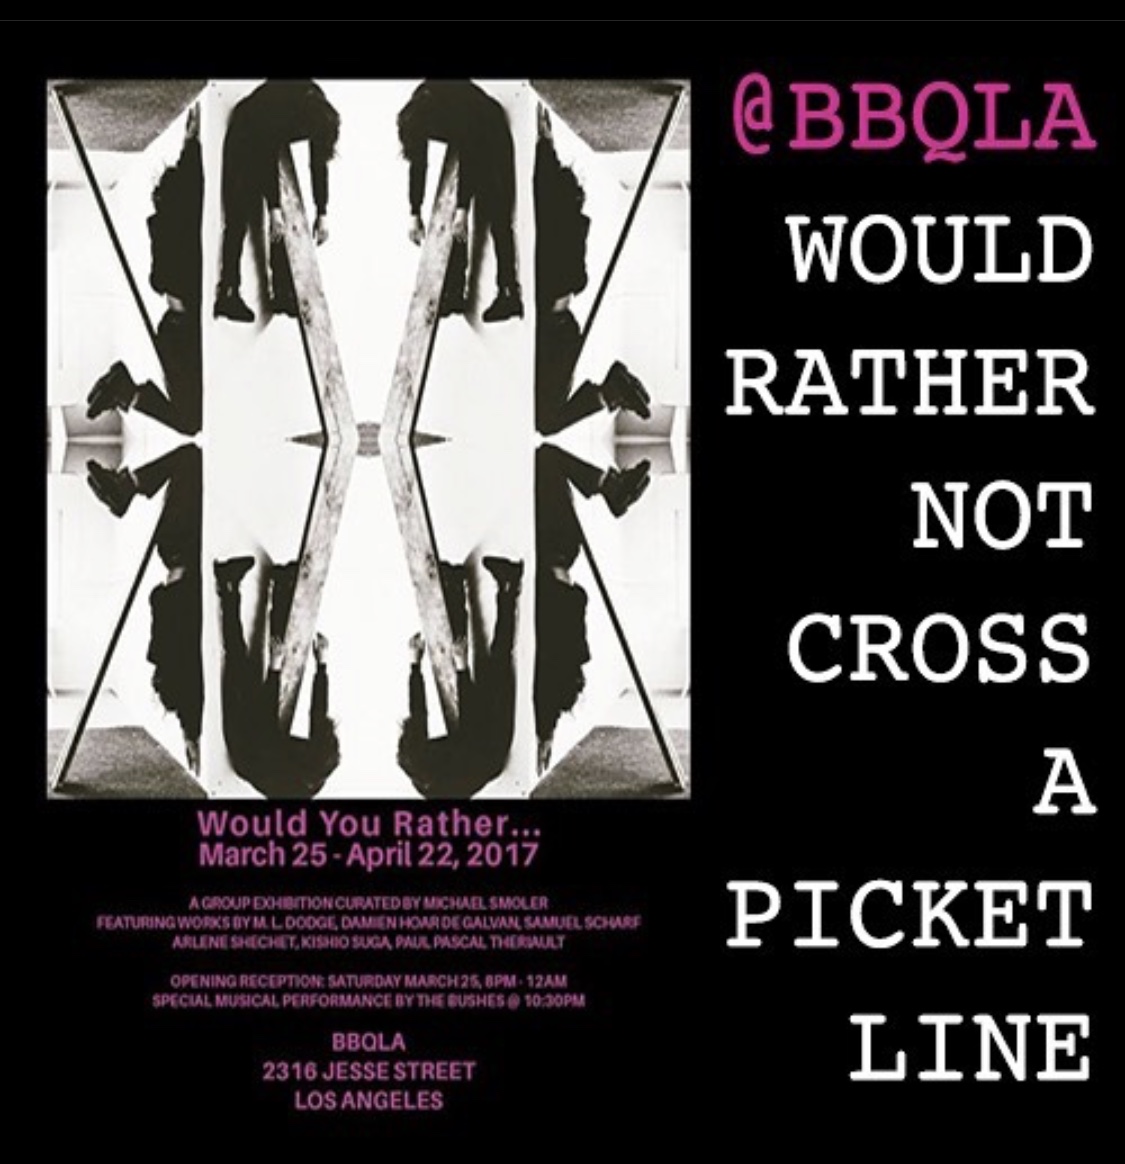 @BBQLA
WOULD
RATHER
NOT
CROSS
A
PICKET
LINE
Would You Rather...
March 25 - April 22, 2017
A GROUP EXHIBITION CURATED BY MICHAEL SMOLER
FEATURING WORKS BY M. L. DODGE, DAMIEN HOAR DE GALVAN, SAMUEL SCHARF
ARLENE SHECHET, KISHIO SUGA, PAUL PASCAL THERIAULT
OPENING RECEPTION: SATURDAY MARCH 25, 8PM - 12AM
SPECIAL MUSICAL PERFORMANCE BY THE BUSHES @ 10:30PM
BBQLA
2316 JESSE STREET
LOS ANGELES